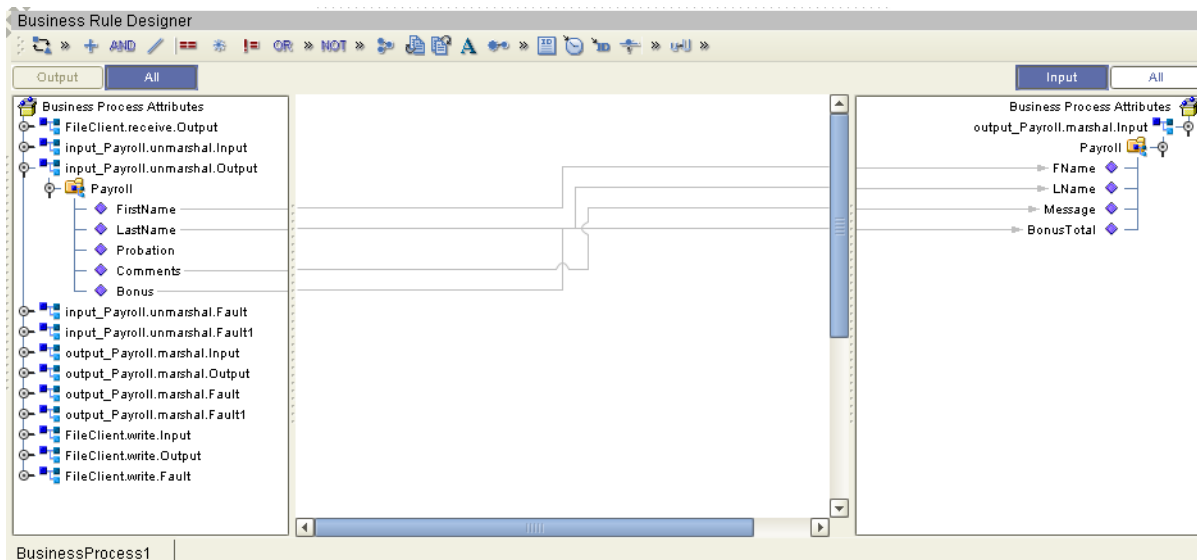 Business Rule Designer
» AND == != OR » NOT » A » ID ID » »
Output All Input All
Business Process Attributes
FileClient.receive.Output
input_Payroll.unmarshal.Input
input_Payroll.unmarshal.Output
Payroll
FirstName
LastName
Probation
Comments
Bonus
input_Payroll.unmarshal.Fault
input_Payroll.unmarshal.Fault1
output_Payroll.marshal.Input
output_Payroll.marshal.Output
output_Payroll.marshal.Fault
output_Payroll.marshal.Fault1
FileClient.write.Input
FileClient.write.Output
FileClient.write.Fault
Business Process Attributes
output_Payroll.marshal.Input
Payroll
FName
LName
Message
BonusTotal
BusinessProcess1